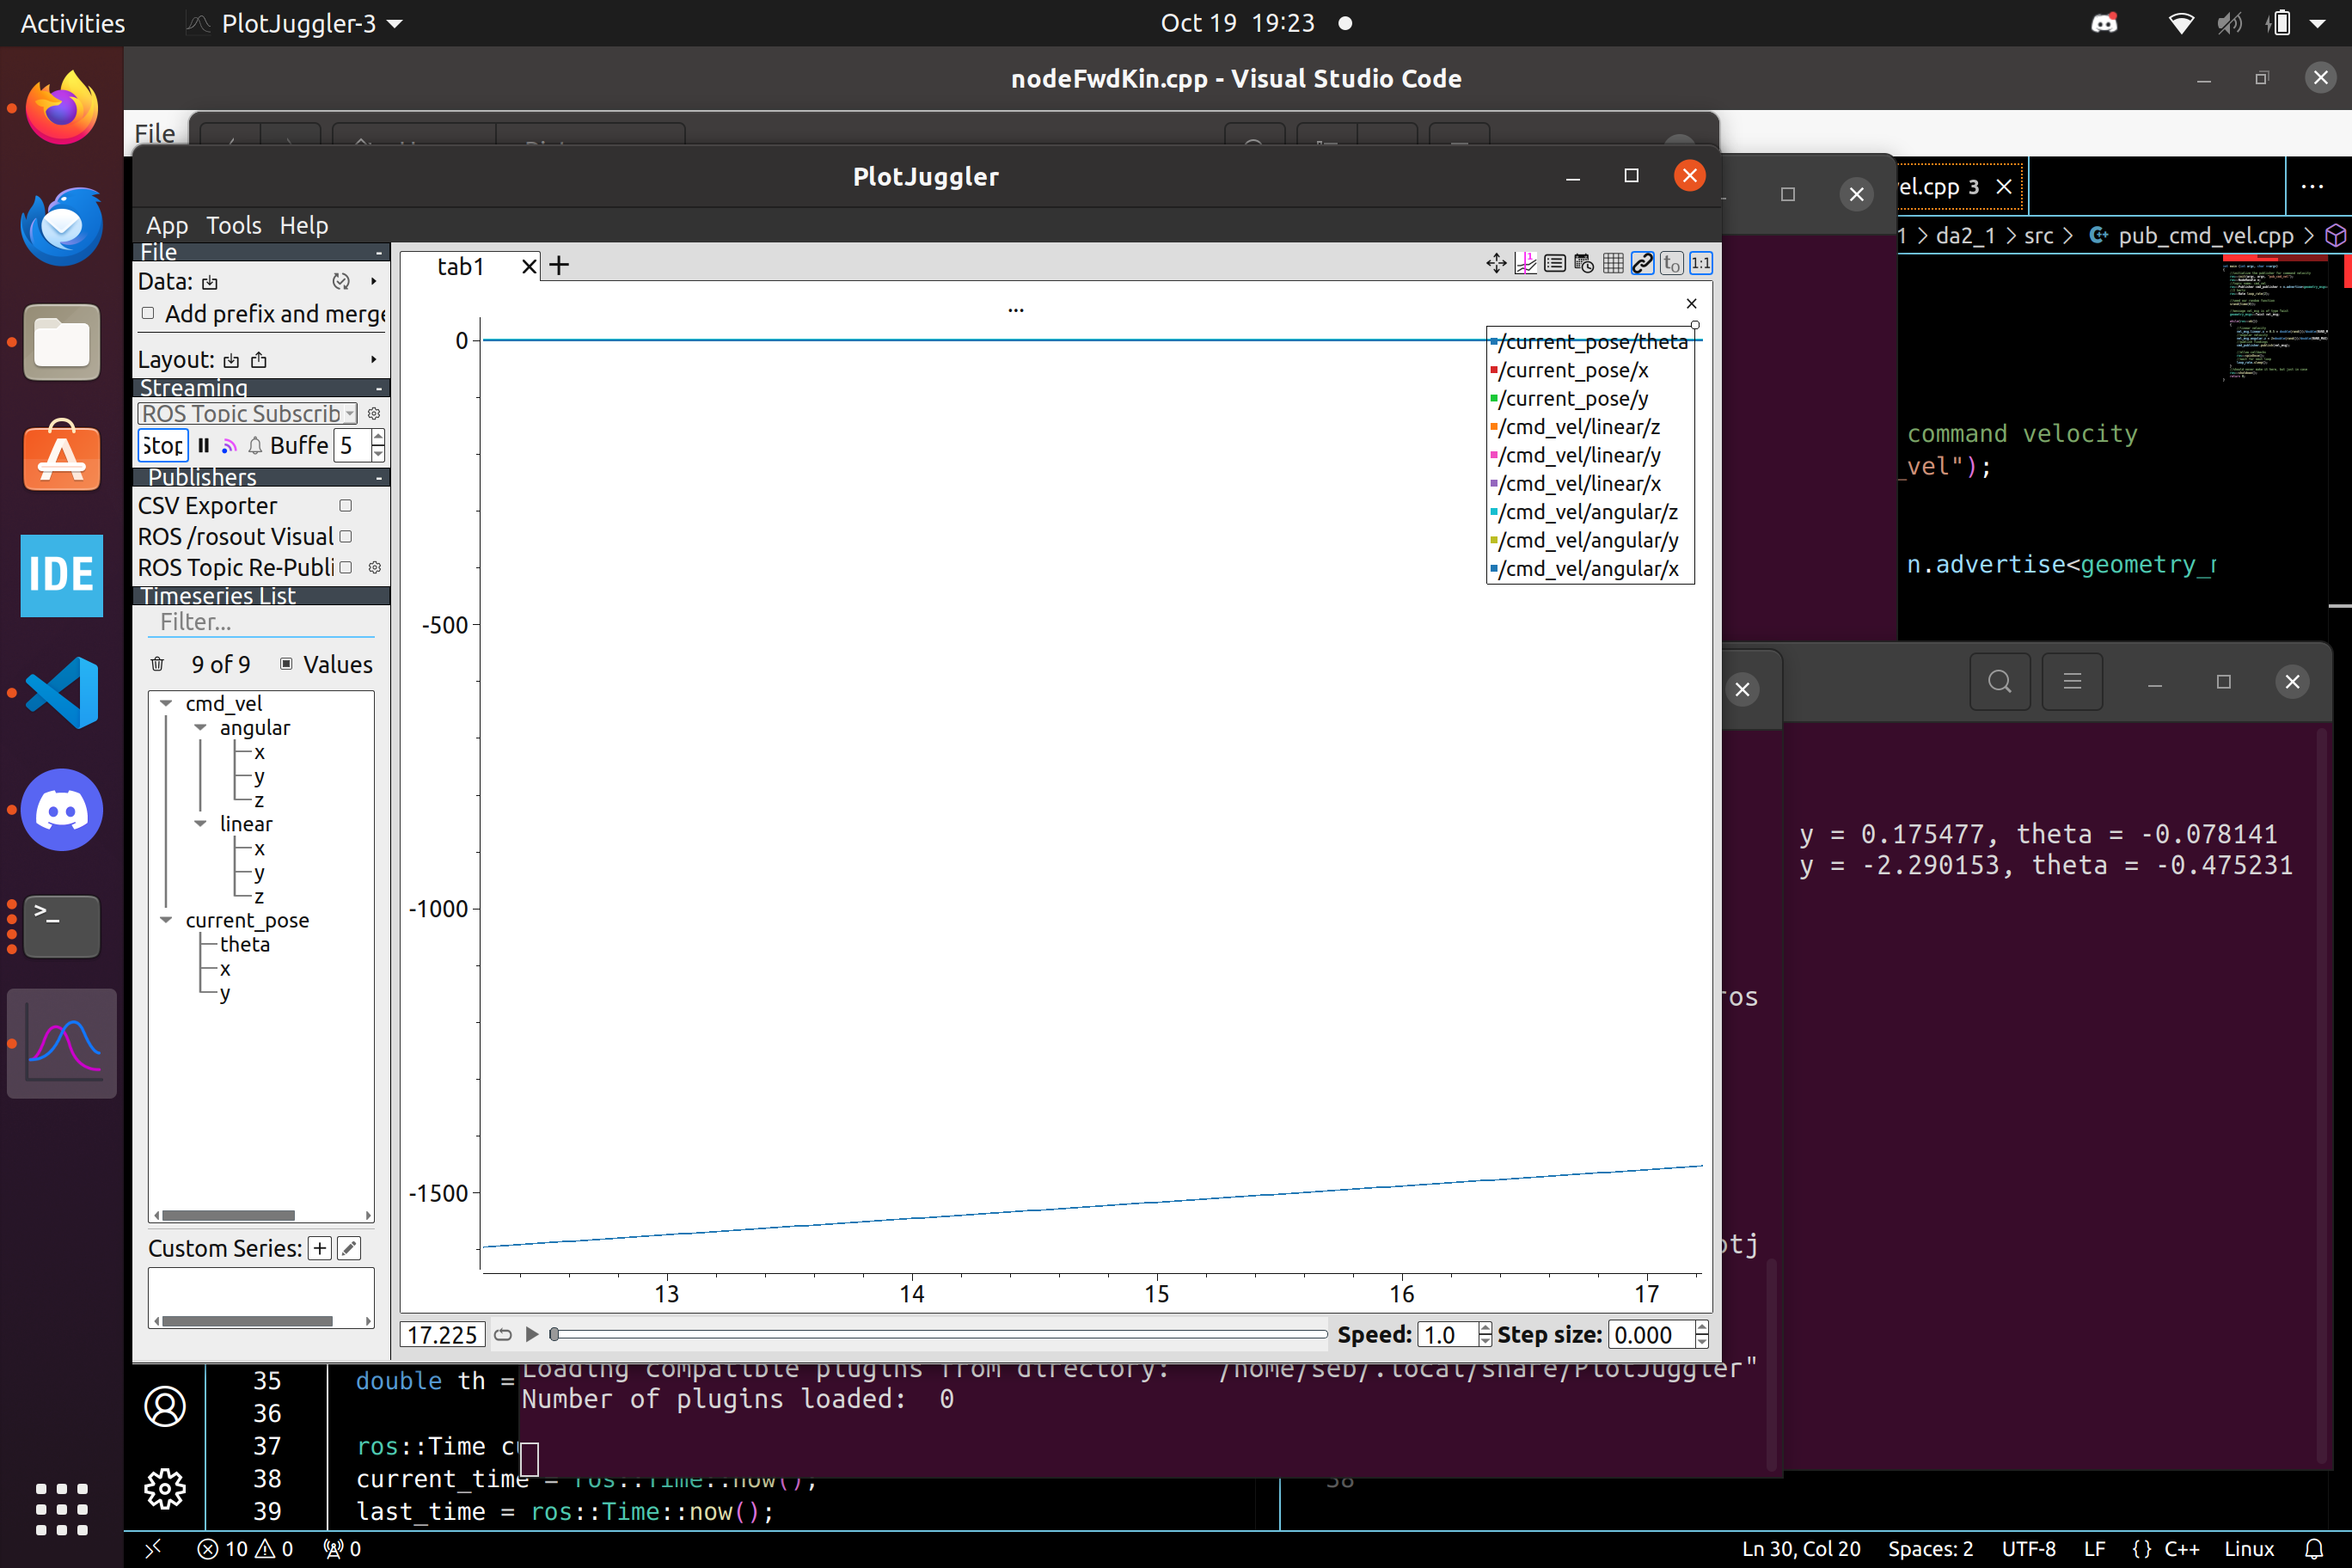 Activities
PlotJuggler-3
Oct 19 19:23
nodeFwdKin.cpp - Visual Studio Code
File
PlotJuggler
App Tools Help
File -
Data:
Add prefix and merge
Layout:
Streaming -
ROS Topic Subscrib
Stop Buffe 5
Publishers -
CSV Exporter
ROS /rosout Visual
ROS Topic Re-Publi
Timeseries List
Filter...
9 of 9 Values
cmd_vel
angular
x
y
z
linear
x
y
z
current_pose
theta
x
y
Custom Series:
tab1
1:1
...
0
-500
-1000
-1500
13 14 15 16 17
/current_pose/theta
/current_pose/x
/current_pose/y
/cmd_vel/linear/z
/cmd_vel/linear/y
/cmd_vel/linear/x
/cmd_vel/angular/z
/cmd_vel/angular/y
/cmd_vel/angular/x
17.225 Speed: 1.0 Step size: 0.000
el.cpp 3
1 > da2_1 > src > pub_cmd_vel.cpp >
command velocity
_vel");
n.advertise<geometry_
y = 0.175477, theta = -0.078141
y = -2.290153, theta = -0.475231
ros
otj
Loading compatible plugins from directory: /home/seb/.local/share/PlotJuggler"
Number of plugins loaded: 0
35 double th =
36
37 ros::Time c
38 current_time = ros::Time::now();
39 last_time = ros::Time::now();
38
IDE
10 0 0
Ln 30, Col 20 Spaces: 2 UTF-8 LF {} C++ Linux